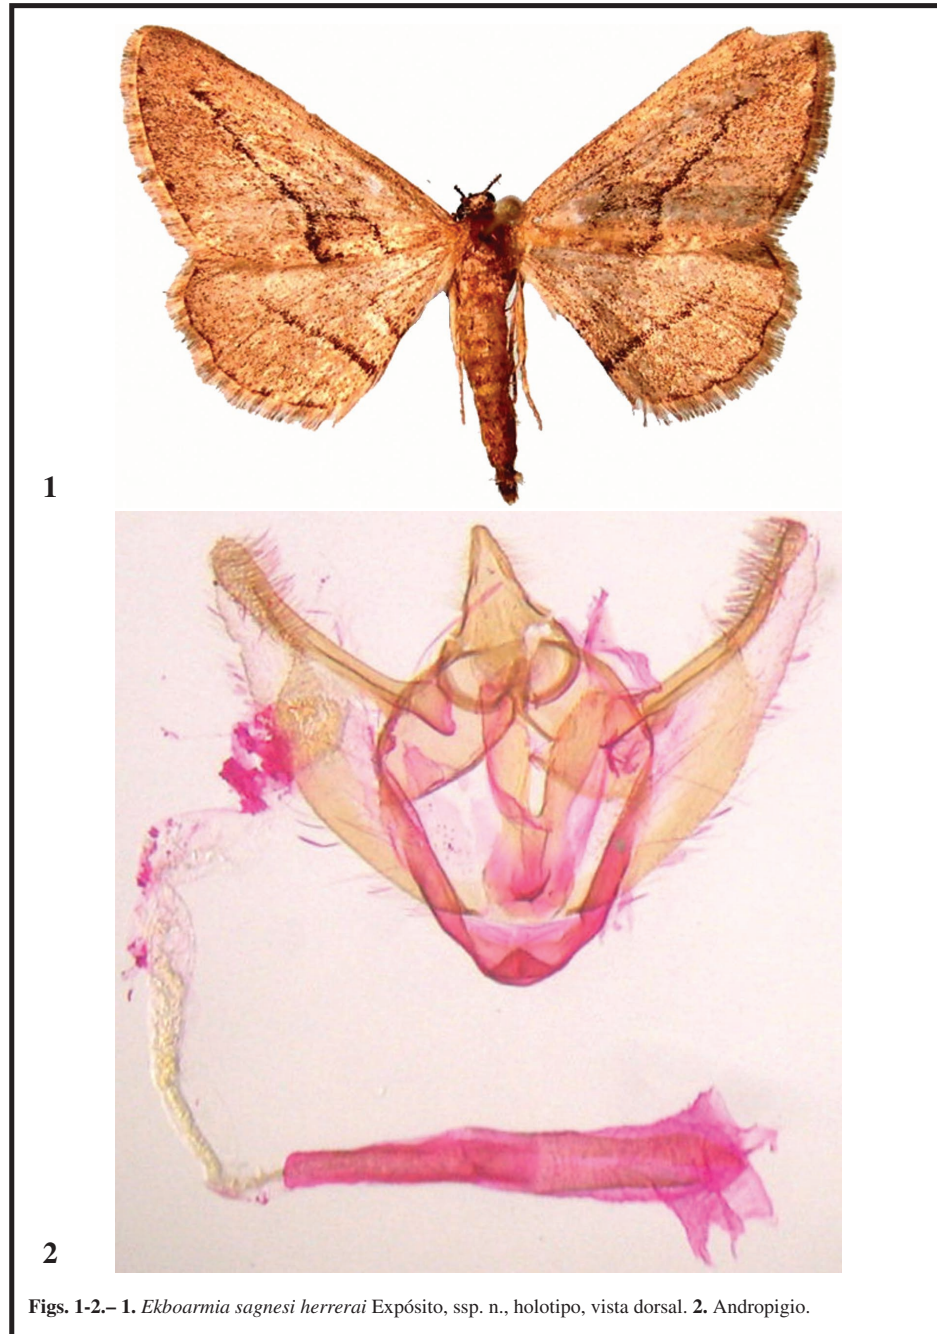 1
2
Figs. 1-2.– 1. Ekboarmia sagnesi herrerai Expósito, ssp. n., holotipo, vista dorsal. 2. Andropigio.